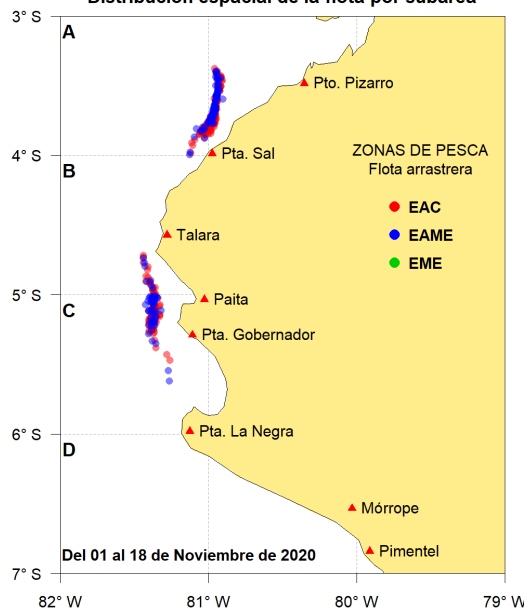 Distribución espacial de la flota por subárea
3° S
A
Pto. Pizarro
ZONAS DE PESCA
Flota arrastrera
4° S
Pta. Sal
B
EAC
Talara
EAME
EME
5° S
Paita
C
Pta. Gobernador
6° S
Pta. La Negra
D
Mórrope
Del 01 al 18 de Noviembre de 2020
Pimentel
7° S
82° W
81° W
80° W
79° W